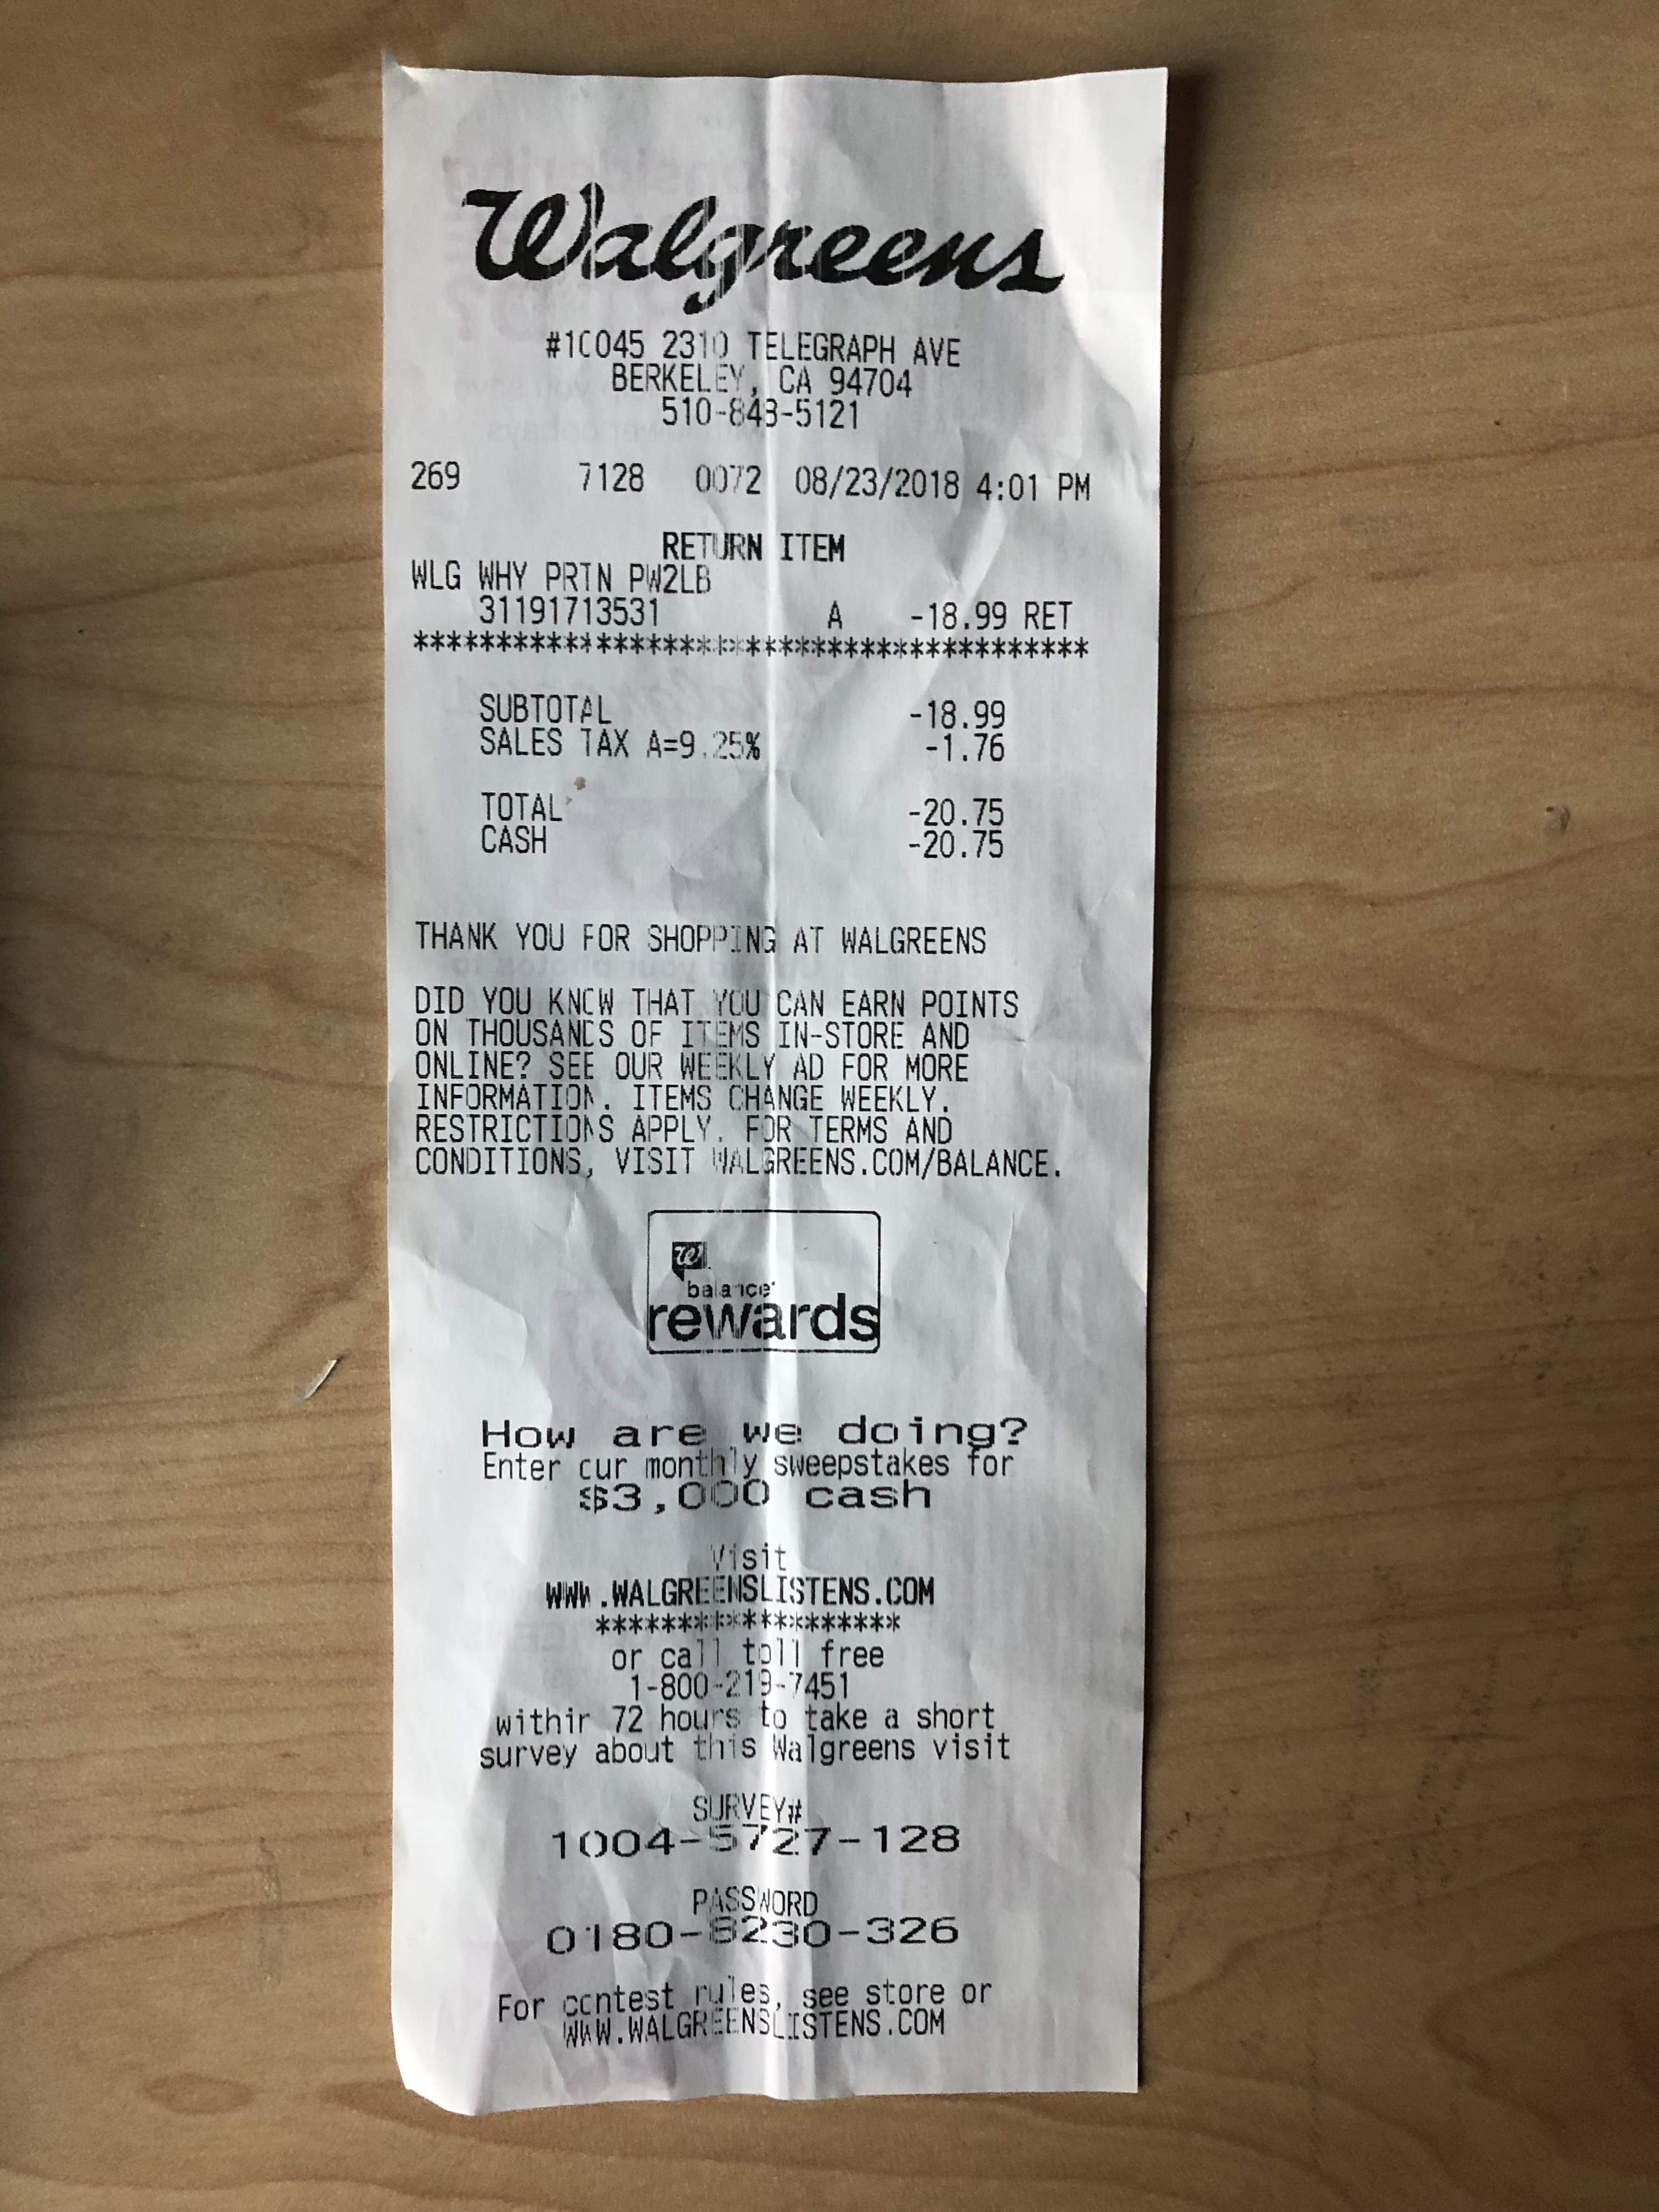 Walgreens
#10045 2310 TELEGRAPH AVE
BERKELEY, CA 94704
510-843-5121
269 7128 0072 08/23/2018 4:01 PM
RETURN ITEM
WLG WHY PRTN PW2LB
31191713531 A -18.99 RET
*****************************************
SUBTOTAL -18.99
SALES TAX A=9.25% -1.76
TOTAL -20.75
CASH -20.75
THANK YOU FOR SHOPPING AT WALGREENS
DID YOU KNOW THAT YOU CAN EARN POINTS
ON THOUSANDS OF ITEMS IN-STORE AND
ONLINE? SEE OUR WEEKLY AD FOR MORE
INFORMATION. ITEMS CHANGE WEEKLY.
RESTRICTIONS APPLY. FOR TERMS AND
CONDITIONS, VISIT WALGREENS.COM/BALANCE.
W
balance
rewards
How are we doing?
Enter our monthly sweepstakes for
$3,000 cash
Visit
WWW.WALGREENSLISTENS.COM
*******************
or call toll free
1-800-219-7451
within 72 hours to take a short
survey about this Walgreens visit
SURVEY#
1004-5727-128
PASSWORD
0180-8230-326
For contest rules, see store or
WWW.WALGREENSLISTENS.COM